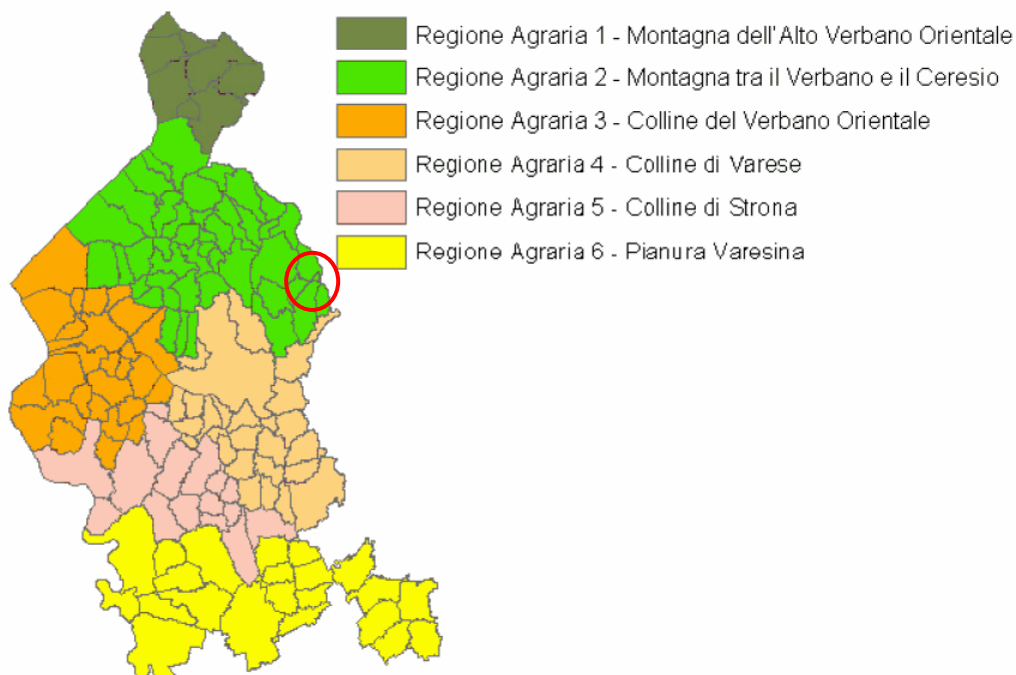 Regione Agraria 1 - Montagna dell'Alto Verbano Orientale
Regione Agraria 2 - Montagna tra il Verbano e il Ceresio
Regione Agraria 3 - Colline del Verbano Orientale
Regione Agraria 4 - Colline di Varese
Regione Agraria 5 - Colline di Strona
Regione Agraria 6 - Pianura Varesina